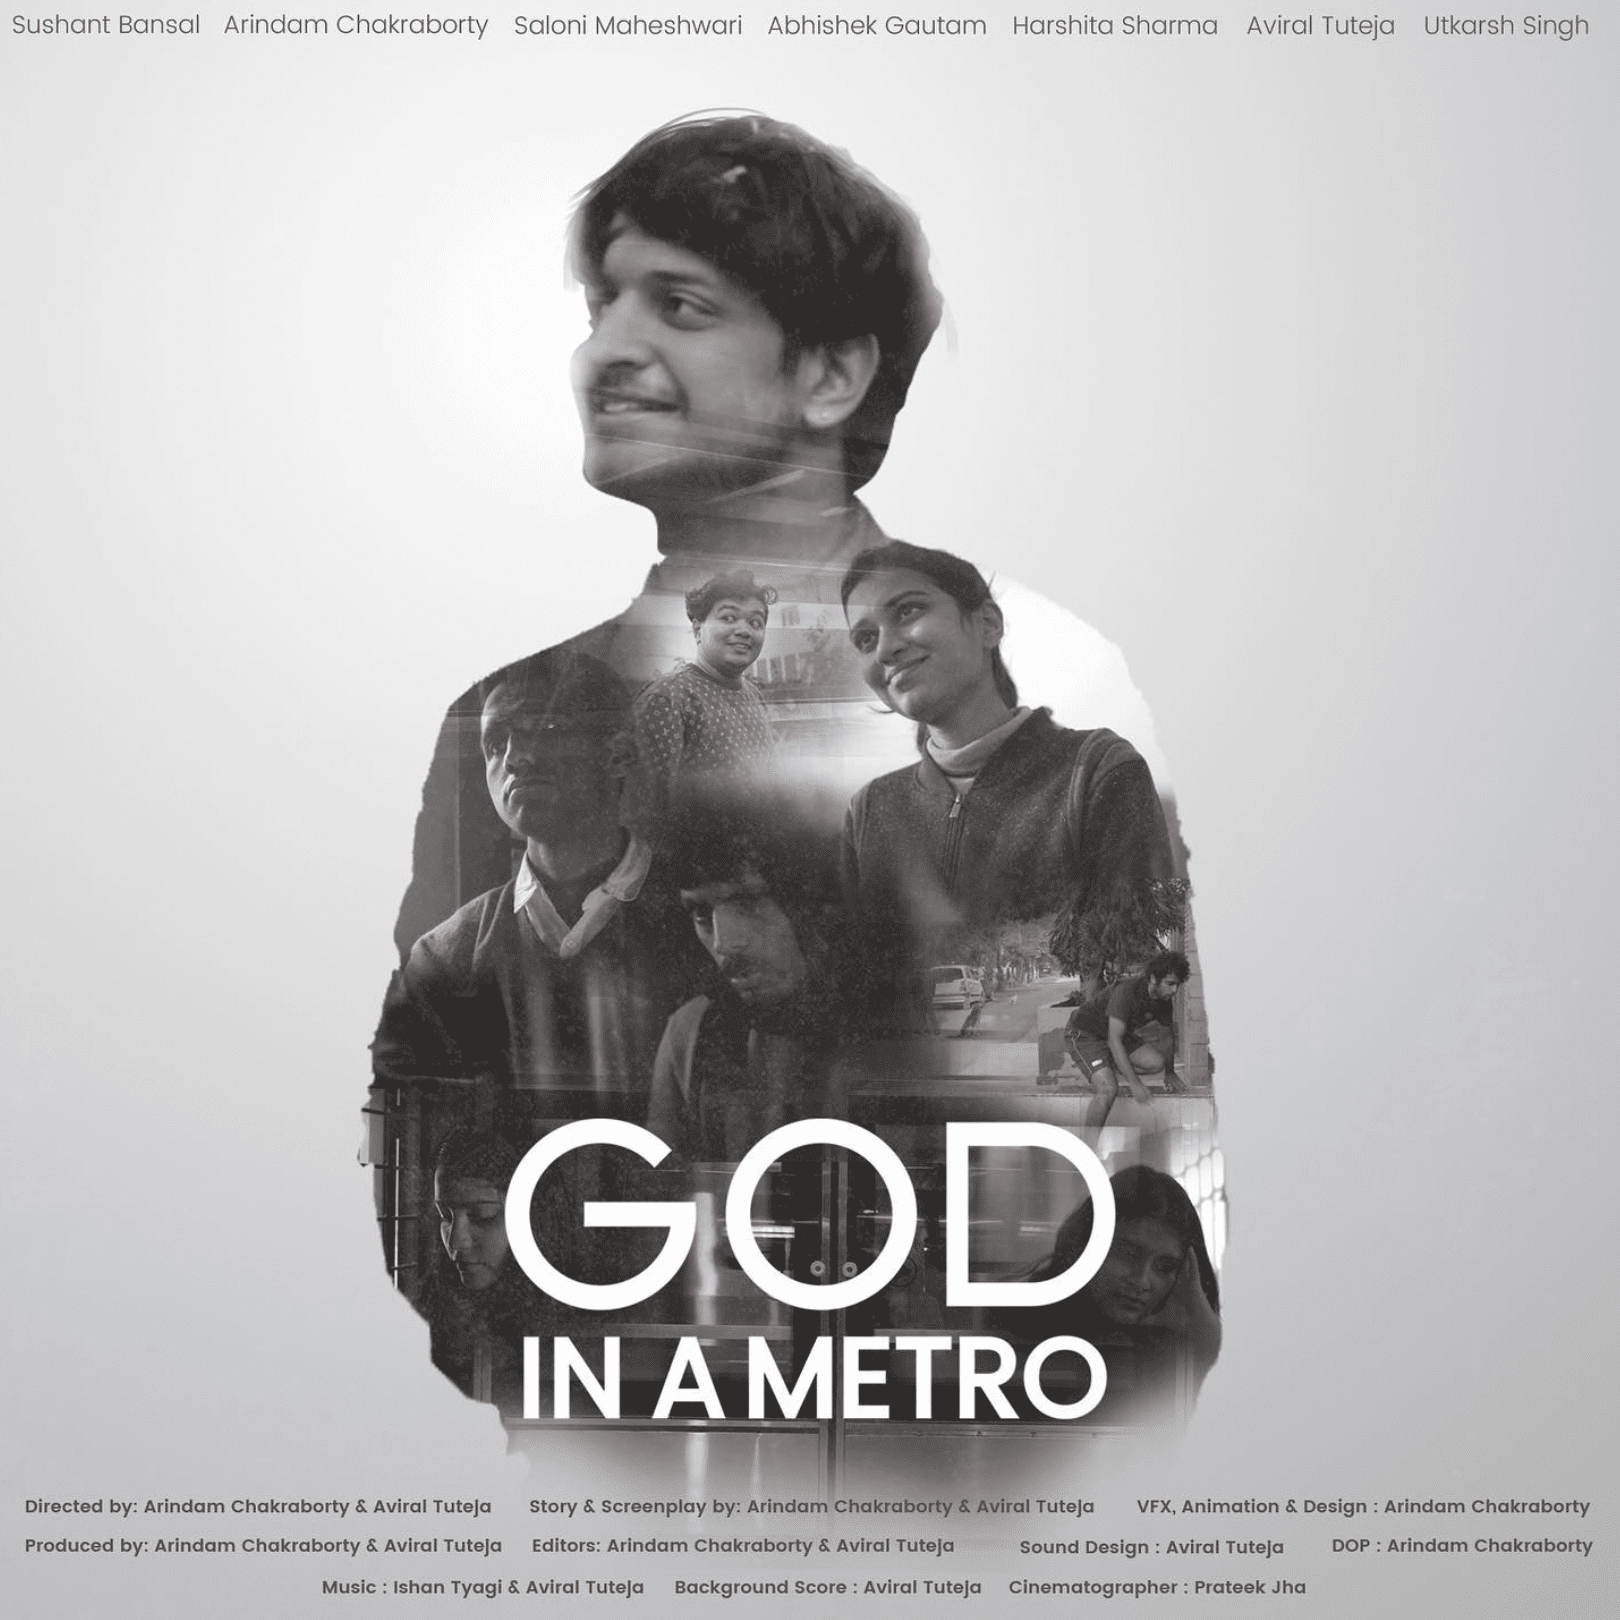 Sushant Bansal Arindam Chakraborty Saloni Maheshwari Abhishek Gautam Harshita Sharma Aviral Tuteja Utkarsh Singh
GOD
IN A METRO
Directed by: Arindam Chakraborty & Aviral Tuteja Story & Screenplay by: Arindam Chakraborty & Aviral Tuteja VFX, Animation & Design : Arindam Chakraborty
Produced by: Arindam Chakraborty & Aviral Tuteja Editors: Arindam Chakraborty & Aviral Tuteja Sound Design : Aviral Tuteja DOP : Arindam Chakraborty
Music : Ishan Tyagi & Aviral Tuteja Background Score : Aviral Tuteja Cinematographer : Prateek Jha